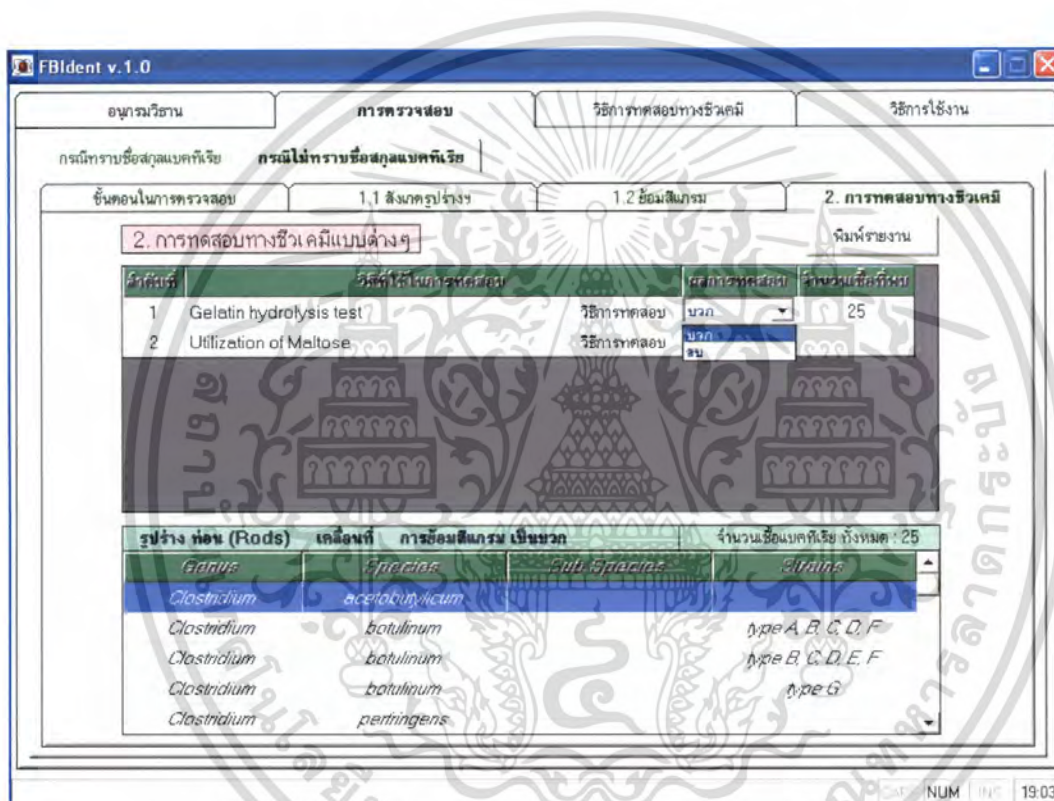 FBIdent v.1.0
อนุกรมวิธาน การตรวจสอบ วิธีการทดสอบทางชีวเคมี วิธีการใช้งาน
กรณีทราบชื่อสกุลแบคทีเรีย กรณีไม่ทราบชื่อสกุลแบคทีเรีย
ขั้นตอนในการตรวจสอบ 1.1 สังเกตรูปร่างฯ 1.2 ย้อมสีแกรม 2. การทดสอบทางชีวเคมี
2. การทดสอบทางชีวเคมีแบบต่างๆ พิมพ์รายงาน
ลำดับที่ วิธีที่ใช้ในการทดสอบ ผลการทดสอบ จำนวนเชื้อที่พบ
1 Gelatin hydrolysis test วิธีการทดสอบ บวก 25
2 Utilization of Maltose วิธีการทดสอบ บวก
ลบ
รูปร่าง ท่อน (Rods) เคลื่อนที่ การย้อมสีแกรม เป็นบวก จำนวนเชื้อแบคทีเรีย ทั้งหมด : 25
Genus Species Sub Species Strains
Clostridium acetobutylicum
Clostridium botulinum type A, B, C, D, F
Clostridium botulinum type B, C, D, E, F
Clostridium botulinum type G
Clostridium perfringens
CAPS NUM INS 19:03